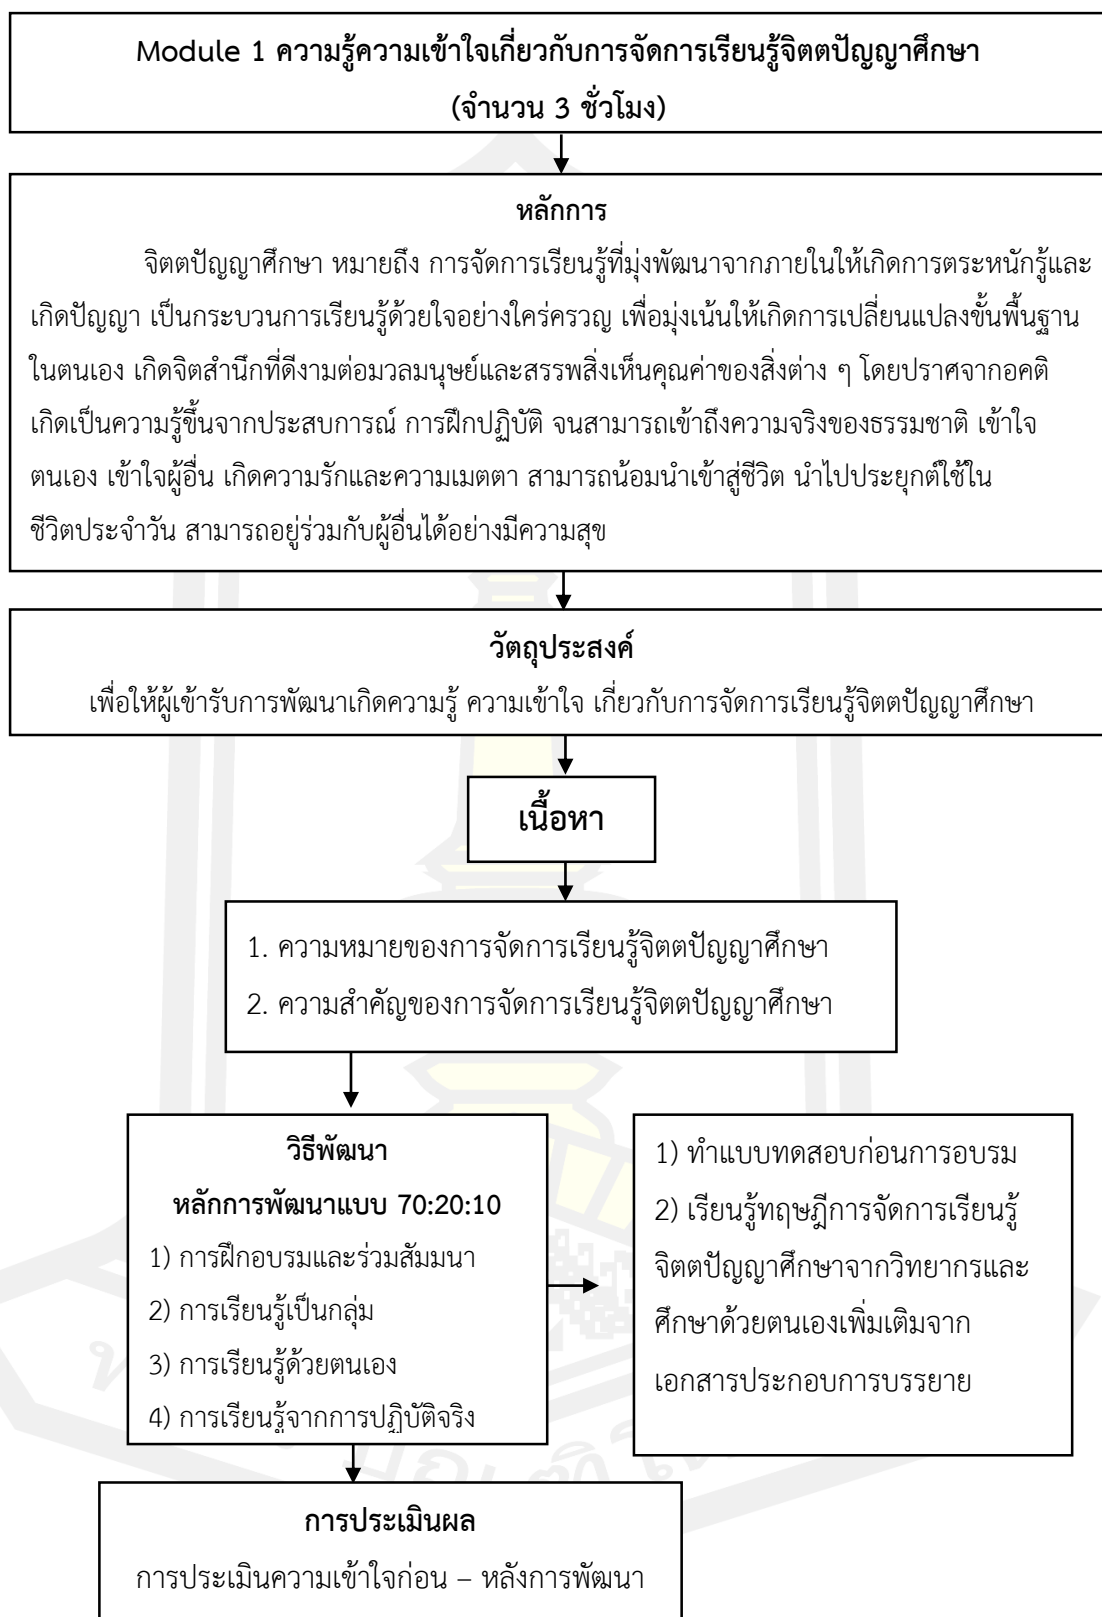 Module 1 ความรู้ความเข้าใจเกี่ยวกับการจัดการเรียนรู้จิตตปัญญาศึกษา
(จำนวน 3 ชั่วโมง)
หลักการ
จิตตปัญญาศึกษา หมายถึง การจัดการเรียนรู้ที่มุ่งพัฒนาจากภายในให้เกิดการตระหนักรู้และ
เกิดปัญญา เป็นกระบวนการเรียนรู้ด้วยใจอย่างใคร่ครวญ เพื่อมุ่งเน้นให้เกิดการเปลี่ยนแปลงขั้นพื้นฐาน
ในตนเอง เกิดจิตสำนึกที่ดีงามต่อมวลมนุษย์และสรรพสิ่งเห็นคุณค่าของสิ่งต่าง ๆ โดยปราศจากอคติ
เกิดเป็นความรู้ขึ้นจากประสบการณ์ การฝึกปฏิบัติ จนสามารถเข้าถึงความจริงของธรรมชาติ เข้าใจ
ตนเอง เข้าใจผู้อื่น เกิดความรักและความเมตตา สามารถน้อมนำเข้าสู่ชีวิต นำไปประยุกต์ใช้ใน
ชีวิตประจำวัน สามารถอยู่ร่วมกับผู้อื่นได้อย่างมีความสุข
วัตถุประสงค์
เพื่อให้ผู้เข้ารับการพัฒนาเกิดความรู้ ความเข้าใจ เกี่ยวกับการจัดการเรียนรู้จิตตปัญญาศึกษา
เนื้อหา
1. ความหมายของการจัดการเรียนรู้จิตตปัญญาศึกษา
2. ความสำคัญของการจัดการเรียนรู้จิตตปัญญาศึกษา
วิธีพัฒนา
หลักการพัฒนาแบบ 70:20:10
1) การฝึกอบรมและร่วมสัมมนา
2) การเรียนรู้เป็นกลุ่ม
3) การเรียนรู้ด้วยตนเอง
4) การเรียนรู้จากการปฏิบัติจริง
1) ทำแบบทดสอบก่อนการอบรม
2) เรียนรู้ทฤษฎีการจัดการเรียนรู้
จิตตปัญญาศึกษาจากวิทยากรและ
ศึกษาด้วยตนเองเพิ่มเติมจาก
เอกสารประกอบการบรรยาย
การประเมินผล
การประเมินความเข้าใจก่อน – หลังการพัฒนา